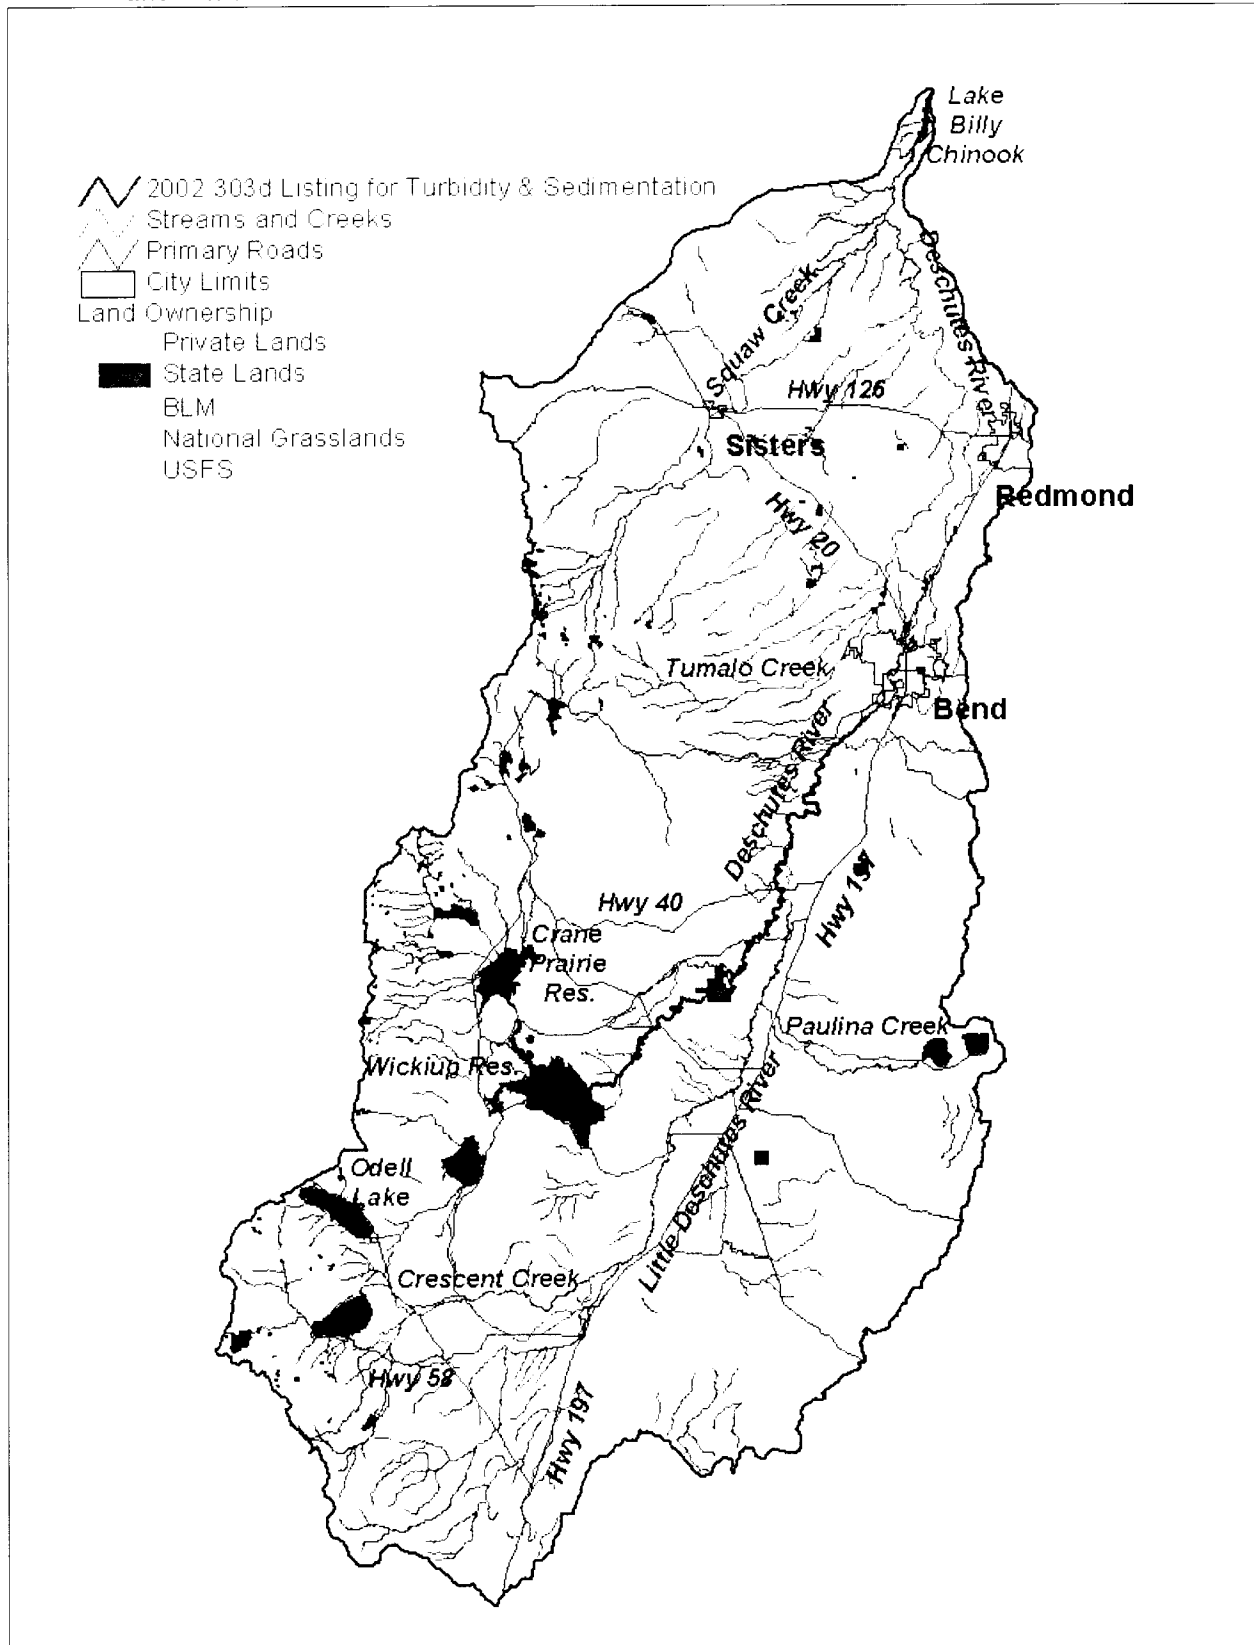 Lake
Billy
Chinook
2002 303d Listing for Turbidity & Sedimentation
Streams and Creeks
Primary Roads
City Limits
Land Ownership
Private Lands
State Lands
BLM
National Grasslands
USFS
Deschutes River
Squaw Creek
Hwy 126
Sisters
Redmond
Hwy 20
Tumalo Creek
Bend
Deschutes River
Hwy 197
Hwy 40
Crane
Prairie
Res.
Paulina Creek
Wickiup Res.
Little Deschutes River
Odell
Lake
Crescent Creek
Hwy 58
Hwy 197